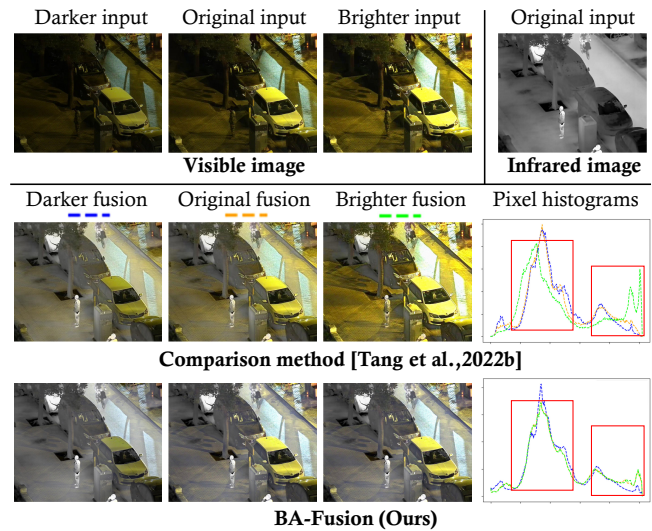 Darker input Original input Brighter input Original input
Visible image Infrared image
Darker fusion Original fusion Brighter fusion Pixel histograms
Comparison method [Tang et al.,2022b]
BA-Fusion (Ours)